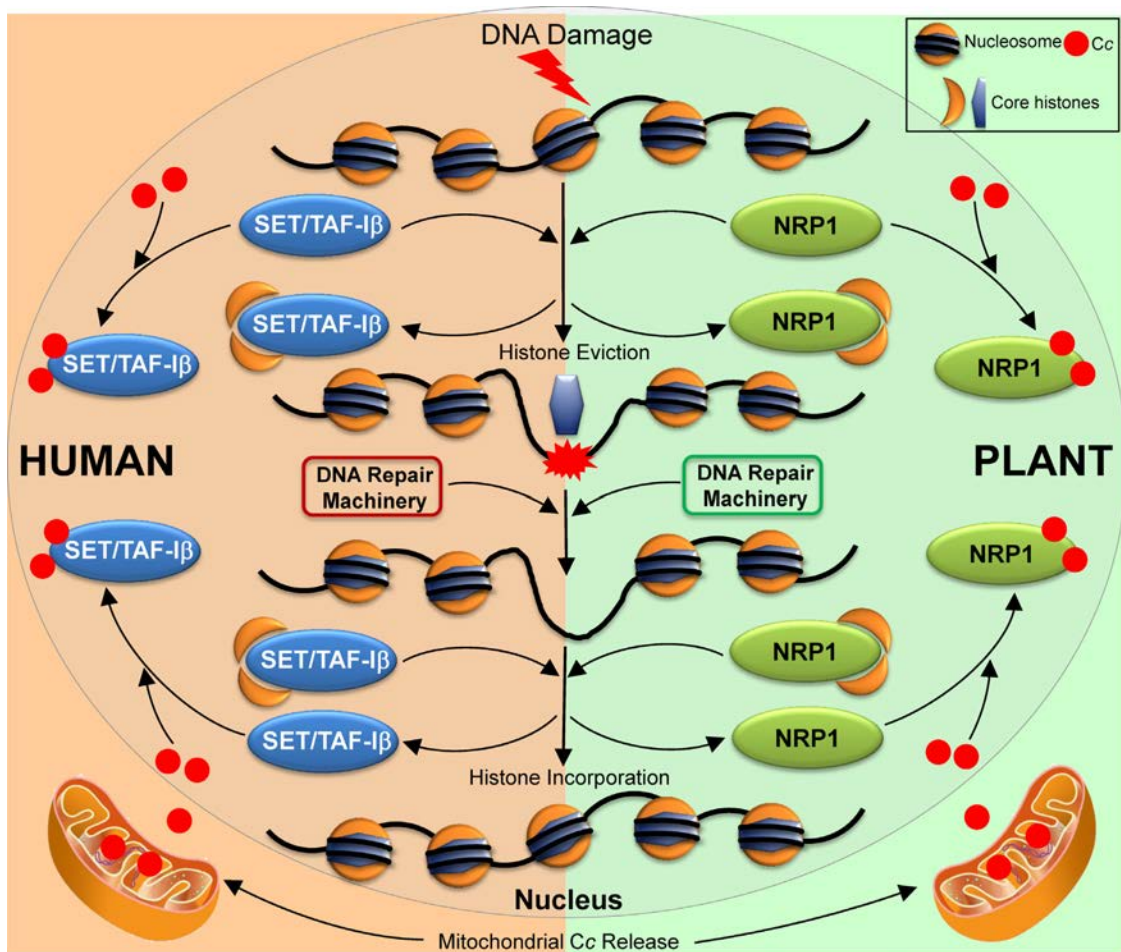 DNA Damage
Nucleosome
Cc
Core histones
SET/TAF-Iβ
NRP1
SET/TAF-Iβ
NRP1
Histone Eviction
SET/TAF-Iβ
NRP1
HUMAN
PLANT
DNA Repair
Machinery
DNA Repair
Machinery
SET/TAF-Iβ
NRP1
SET/TAF-Iβ
NRP1
SET/TAF-Iβ
NRP1
Histone Incorporation
Nucleus
Mitochondrial Cc Release